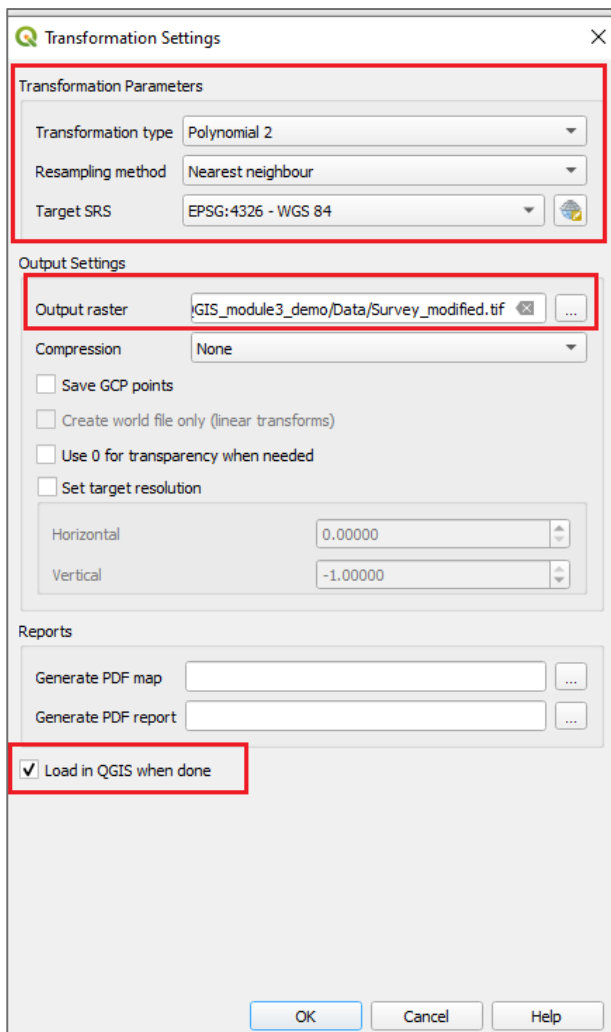 Transformation Settings
Transformation Parameters
Transformation type Polynomial 2
Resampling method Nearest neighbour
Target SRS EPSG:4326 - WGS 84
Output Settings
Output raster GIS_module3_demo/Data/Survey_modified.tif ...
Compression None
Save GCP points
Create world file only (linear transforms)
Use 0 for transparency when needed
Set target resolution
Horizontal 0.00000
Vertical -1.00000
Reports
Generate PDF map ...
Generate PDF report ...
Load in QGIS when done
OK Cancel Help